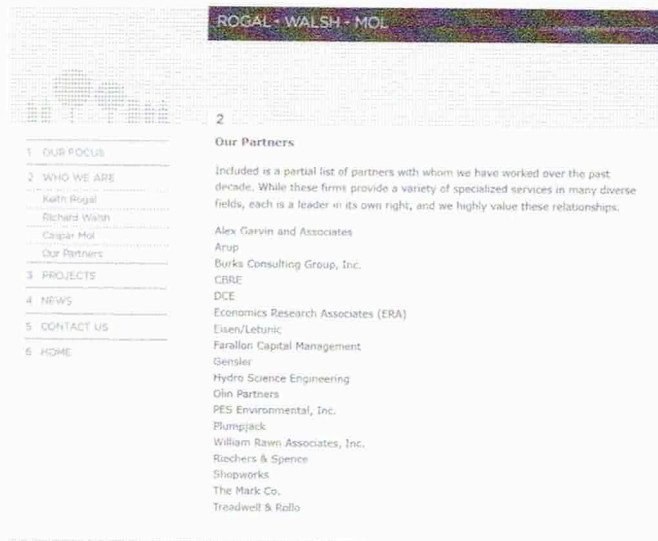 ROGAL • WALSH • MOL
2
1 OUR FOCUS
2 WHO WE ARE
Keith Rogal
Richard Walsh
Caspar Mol
Our Partners
3 PROJECTS
4 NEWS
5 CONTACT US
6 HOME
Our Partners
Included is a partial list of partners with whom we have worked over the past
decade. While these firms provide a variety of specialized services in many diverse
fields, each is a leader in its own right, and we highly value these relationships.
Alex Garvin and Associates
Arup
Burks Consulting Group, Inc.
CBRE
DCE
Economics Research Associates (ERA)
Eisen/Letunic
Farallon Capital Management
Gensler
Hydro Science Engineering
Olin Partners
PES Environmental, Inc.
Plumpjack
William Rawn Associates, Inc.
Riechers & Spence
Shopworks
The Mark Co.
Treadwell & Rollo